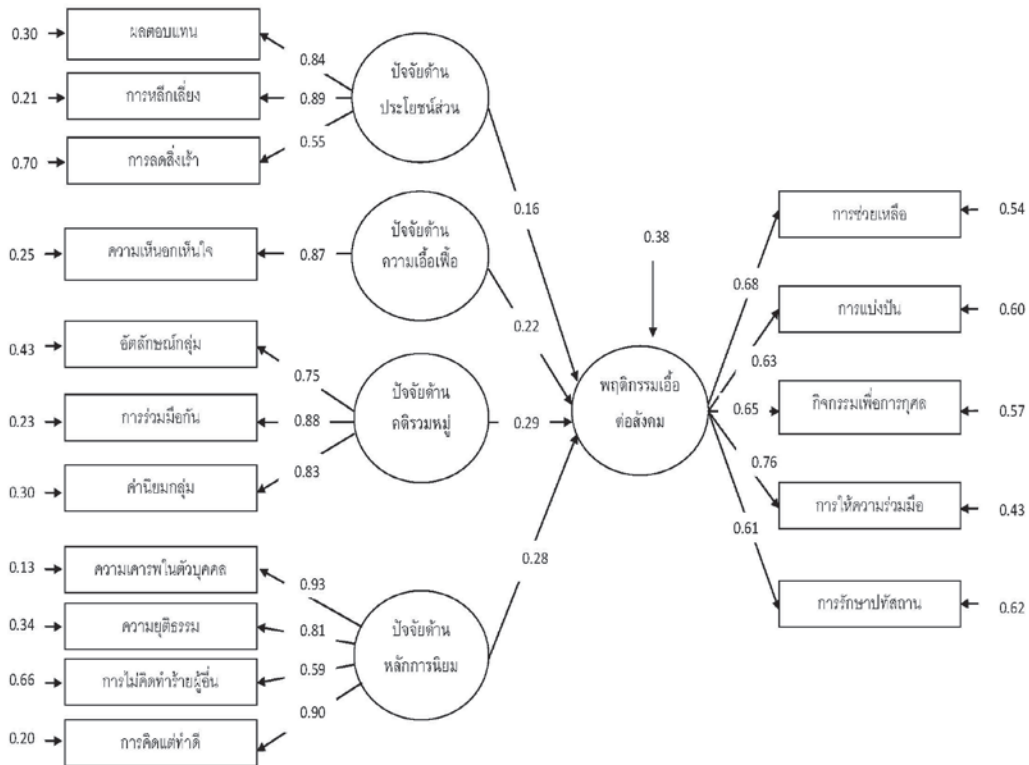 0.30
ผลตอบแทน
0.84
0.21
การหลีกเลี่ยง
0.89
0.70
การลดสิ่งเร้า
0.55
ปัจจัยด้าน
ประโยชน์ส่วน
0.16
0.25
ความเห็นอกเห็นใจ
0.87
ปัจจัยด้าน
ความเอื้อเฟื้อ
0.22
0.43
อัตลักษณ์กลุ่ม
0.75
0.23
การร่วมมือกัน
0.88
0.30
ค่านิยมกลุ่ม
0.83
ปัจจัยด้าน
คติรวมหมู่
0.29
0.13
ความเคารพในตัวบุคคล
0.93
0.34
ความยุติธรรม
0.81
0.66
การไม่คิดทำร้ายผู้อื่น
0.59
0.20
การคิดแต่ทำดี
0.90
ปัจจัยด้าน
หลักการนิยม
0.28
0.38
พฤติกรรมเอื้อ
ต่อสังคม
0.68
การช่วยเหลือ
0.54
0.63
การแบ่งปัน
0.60
0.65
กิจกรรมเพื่อการกุศล
0.57
0.76
การให้ความร่วมมือ
0.43
0.61
การรักษาปทัสถาน
0.62